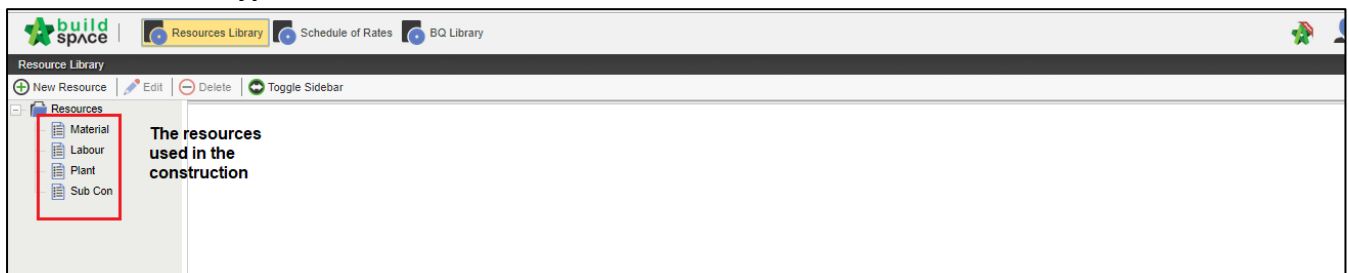 build space
Resources Library Schedule of Rates BQ Library
Resource Library
New Resource Edit Delete Toggle Sidebar
Resources
Material
Labour
Plant
Sub Con
The resources
used in the
construction